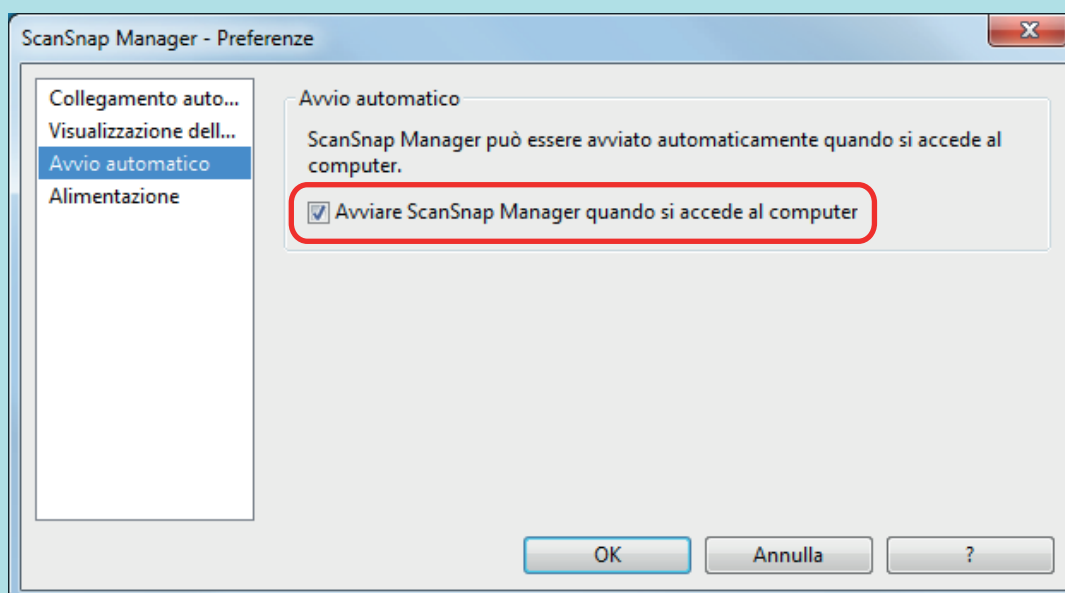 ScanSnap Manager - Preferenze
Collegamento auto...
Visualizzazione dell...
Avvio automatico
Alimentazione
Avvio automatico
ScanSnap Manager può essere avviato automaticamente quando si accede al
computer.
Avviare ScanSnap Manager quando si accede al computer
OK
Annulla
?